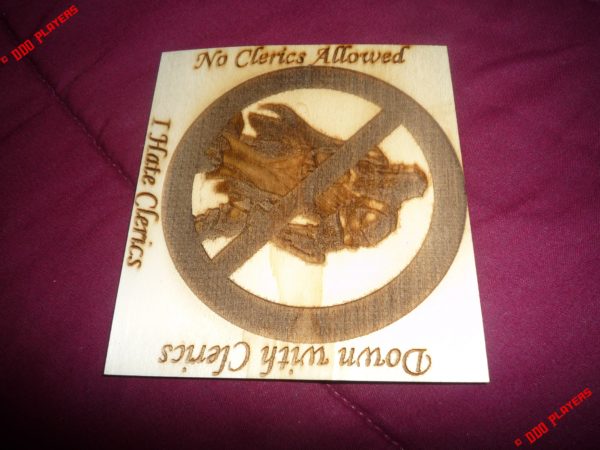 © DDO PLAYERS
No Clerics Allowed
I Hate Clerics
Down with Clerics
© DDO PLAYERS